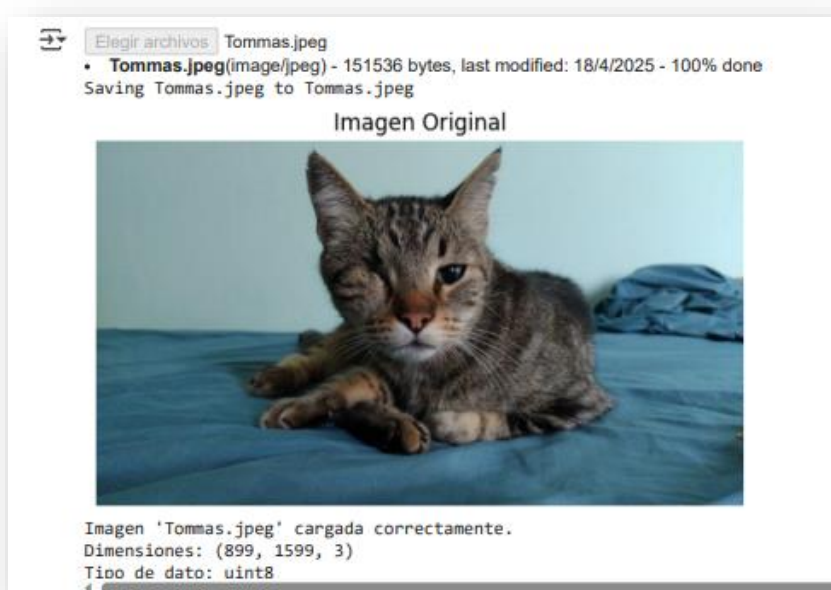 Elegir archivos Tommas.jpeg
• Tommas.jpeg(image/jpeg) - 151536 bytes, last modified: 18/4/2025 - 100% done
Saving Tommas.jpeg to Tommas.jpeg
Imagen Original
Imagen 'Tommas.jpeg' cargada correctamente.
Dimensiones: (899, 1599, 3)
Tipo de dato: uint8